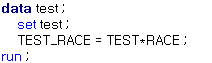 data test;
set test;
TEST_RACE = TEST*RACE;
run;